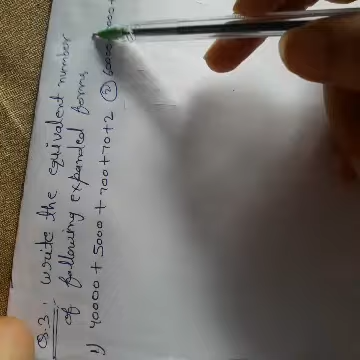 Q.3. Write the equivalent number
of following expanded forms
1) 40000 + 5000 + 700 + 70 + 2 ②